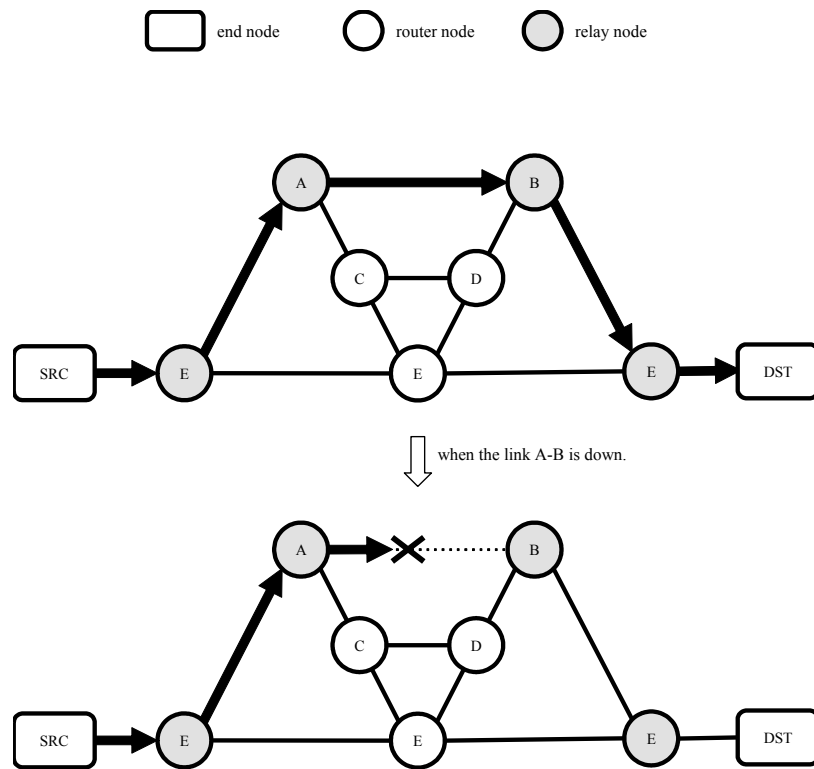 end node
router node
relay node
A
B
C
D
SRC
E
E
E
DST
when the link A-B is down.
A
B
C
D
SRC
E
E
E
DST